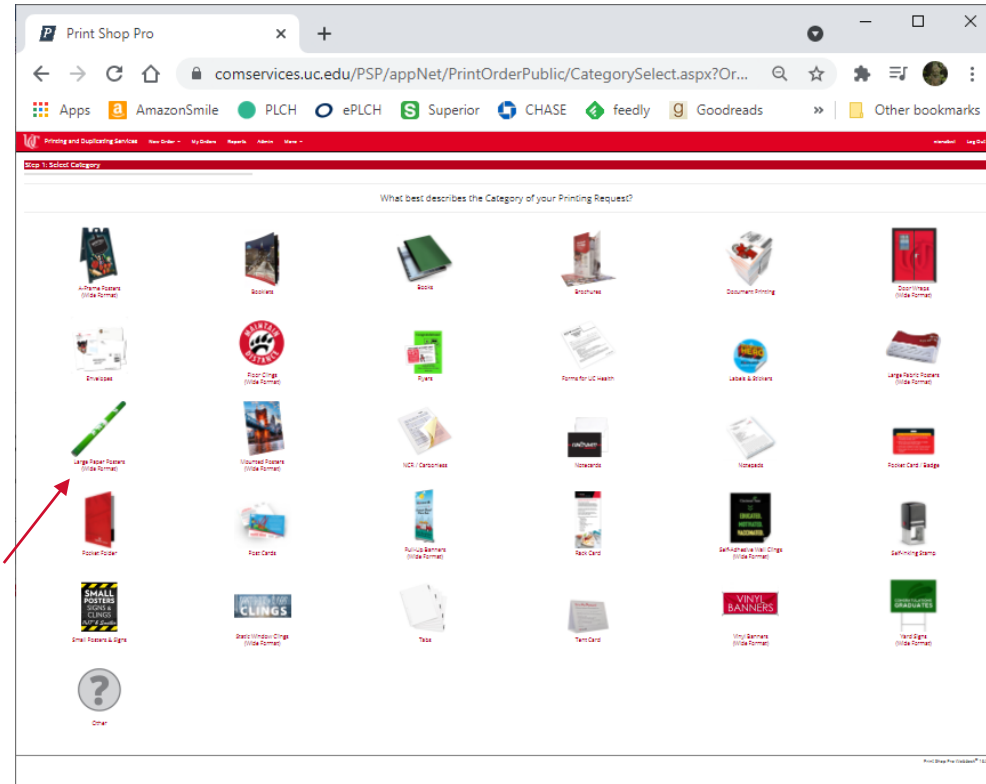 Print Shop Pro
comservices.uc.edu/PSP/appNet/PrintOrderPublic/CategorySelect.aspx?Or...
Apps AmazonSmile PLCH ePLCH Superior CHASE feedly Goodreads » Other bookmarks
Printing and Duplicating Services New Order My Orders Reports Admin More Log Out
Step 1: Select Category
What best describes the Category of your Printing Request?
A-Frame Posters
(Wide Format)
Booklets
Books
Brochures
Document Printing
Door Wraps
(Wide Format)
MAINTAIN
DISTANCE
Envelopes
Floor Clings
(Wide Format)
Flyers
Forms for UC Health
Labels & Stickers
Large Fabric Posters
(Wide Format)
Large Paper Posters
(Wide Format)
Mounted Posters
(Wide Format)
NCR / Carbonless
Notecards
Notepads
Pocket Card / Badge
EDUCATED.
MOTIVATED.
VACCINATED.
Pocket Folder
Post Cards
Pull-Up Banners
(Wide Format)
Rack Card
Self-Adhesive Wall Clings
(Wide Format)
Self-Inking Stamp
SMALL
POSTERS
SIGNS &
CLINGS
CLINGS
VINYL
BANNERS
CONGRATULATIONS
GRADUATES
Small Posters & Signs
Static Window Clings
(Wide Format)
Tabs
Tent Card
Vinyl Banners
(Wide Format)
Yard Signs
(Wide Format)
?
Other